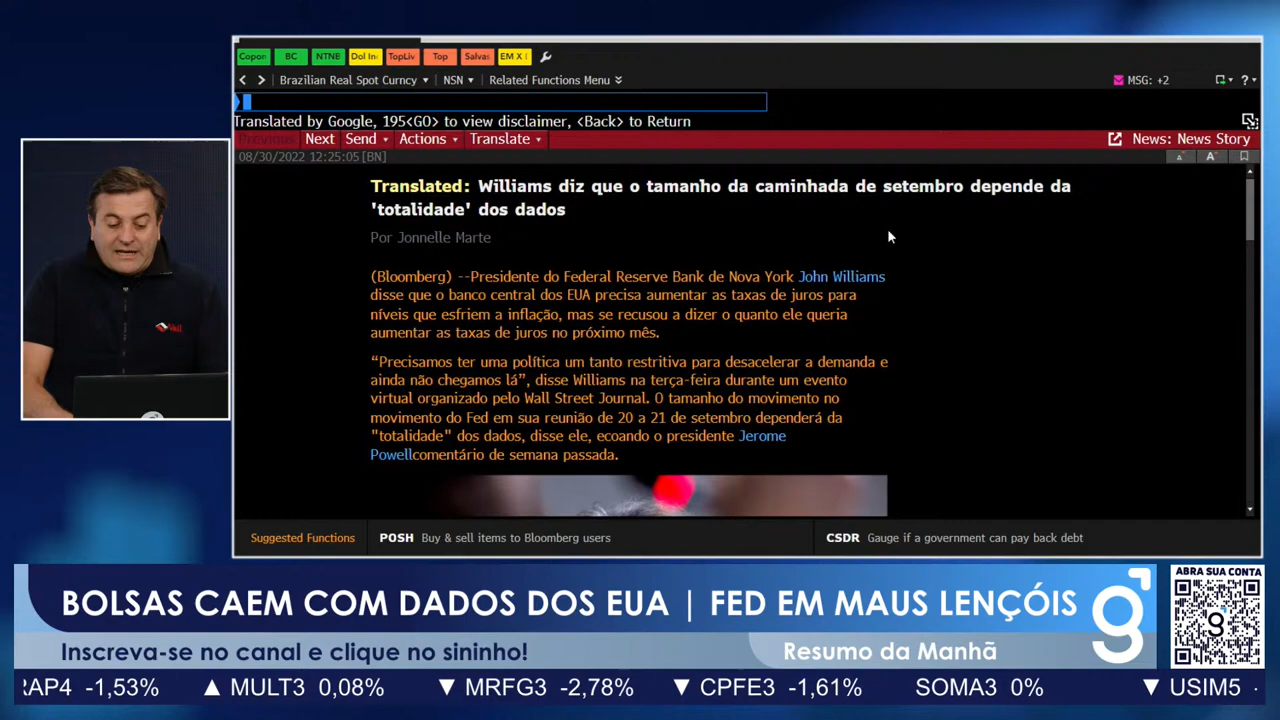 Copon BC NTNB Dol In TopLiv Top Salvas EM X
Brazilian Real Spot Curncy NSN Related Functions Menu MSG: +2
Translated by Google, 195<GO> to view disclaimer, <Back> to Return
Previous Next Send Actions Translate News: News Story
08/30/2022 12:25:05 [BN] A A
Translated: Williams diz que o tamanho da caminhada de setembro depende da
'totalidade' dos dados
Por Jonnelle Marte
(Bloomberg) --Presidente do Federal Reserve Bank de Nova York John Williams
disse que o banco central dos EUA precisa aumentar as taxas de juros para
níveis que esfriem a inflação, mas se recusou a dizer o quanto ele queria
aumentar as taxas de juros no próximo mês.
“Precisamos ter uma política um tanto restritiva para desacelerar a demanda e
ainda não chegamos lá”, disse Williams na terça-feira durante um evento
virtual organizado pelo Wall Street Journal. O tamanho do movimento no
movimento do Fed em sua reunião de 20 a 21 de setembro dependerá da
"totalidade" dos dados, disse ele, ecoando o presidente Jerome
Powellcomentário de semana passada.
Suggested Functions POSH Buy & sell items to Bloomberg users CSDR Gauge if a government can pay back debt
BOLSAS CAEM COM DADOS DOS EUA | FED EM MAUS LENÇÓIS
ABRA SUA CONTA
Inscreva-se no canal e clique no sininho!
Resumo da Manhã
RAP4 -1,53% ▲ MULT3 0,08% ▼ MRFG3 -2,78% ▼ CPFE3 -1,61% SOMA3 0% ▼ USIM5 -